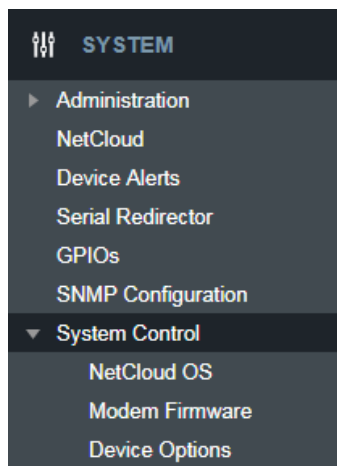 SYSTEM
Administration
NetCloud
Device Alerts
Serial Redirector
GPIOs
SNMP Configuration
System Control
NetCloud OS
Modem Firmware
Device Options